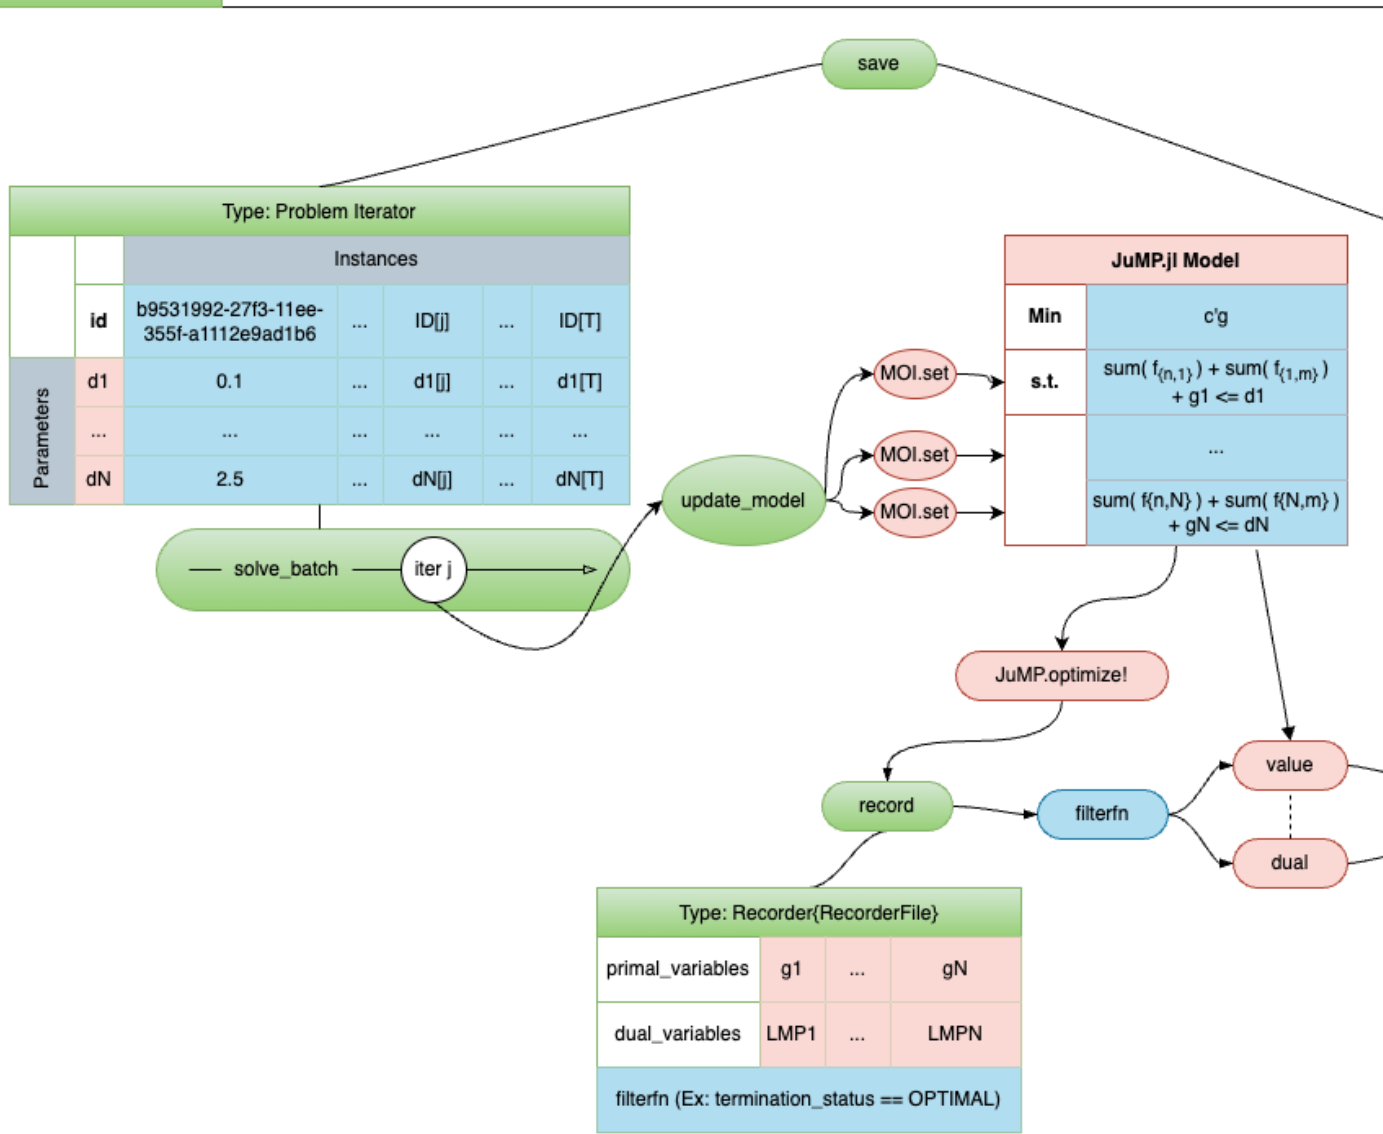 save
Type: Problem Iterator
Instances
id
b9531992-27f3-11ee-
355f-a1112e9ad1b6
...
ID[j]
...
ID[T]
Parameters
d1
0.1
...
d1[j]
...
d1[T]
...
...
...
...
...
...
dN
2.5
...
dN[j]
...
dN[T]
solve_batch
iter j
update_model
MOI.set
MOI.set
MOI.set
JuMP.jl Model
Min
c'g
s.t.
sum( f_{n,1} ) + sum( f_{1,m} )
+ g1 <= d1
...
sum( f{n,N} ) + sum( f{N,m} )
+ gN <= dN
JuMP.optimize!
record
filterfn
value
dual
Type: Recorder{RecorderFile}
primal_variables
g1
...
gN
dual_variables
LMP1
...
LMPN
filterfn (Ex: termination_status == OPTIMAL)